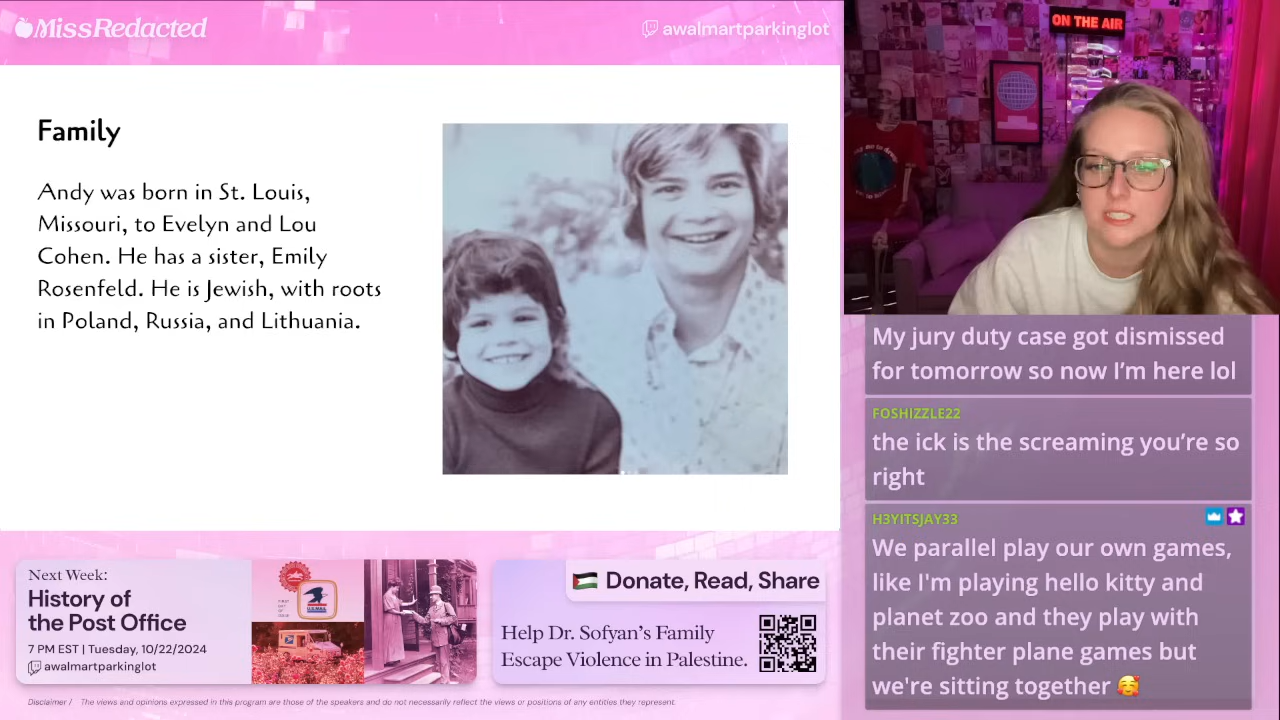 MissRedacted
awalmartparkinglot
ON THE AIR
Family
Andy was born in St. Louis,
Missouri, to Evelyn and Lou
Cohen. He has a sister, Emily
Rosenfeld. He is Jewish, with roots
in Poland, Russia, and Lithuania.
My jury duty case got dismissed
for tomorrow so now I’m here lol
FOSHIZZLE22
the ick is the screaming you’re so
right
H3YITSJAY33
We parallel play our own games,
like I'm playing hello kitty and
planet zoo and they play with
their fighter plane games but
we're sitting together 🥰
Next Week:
History of
the Post Office
7 PM EST | Tuesday, 10/22/2024
awalmartparkinglot
🇵🇸 Donate, Read, Share
Help Dr. Sofyan’s Family
Escape Violence in Palestine.
Disclaimer / The views and opinions expressed in this program are those of the speakers and do not necessarily reflect the views or positions of any entities they represent.